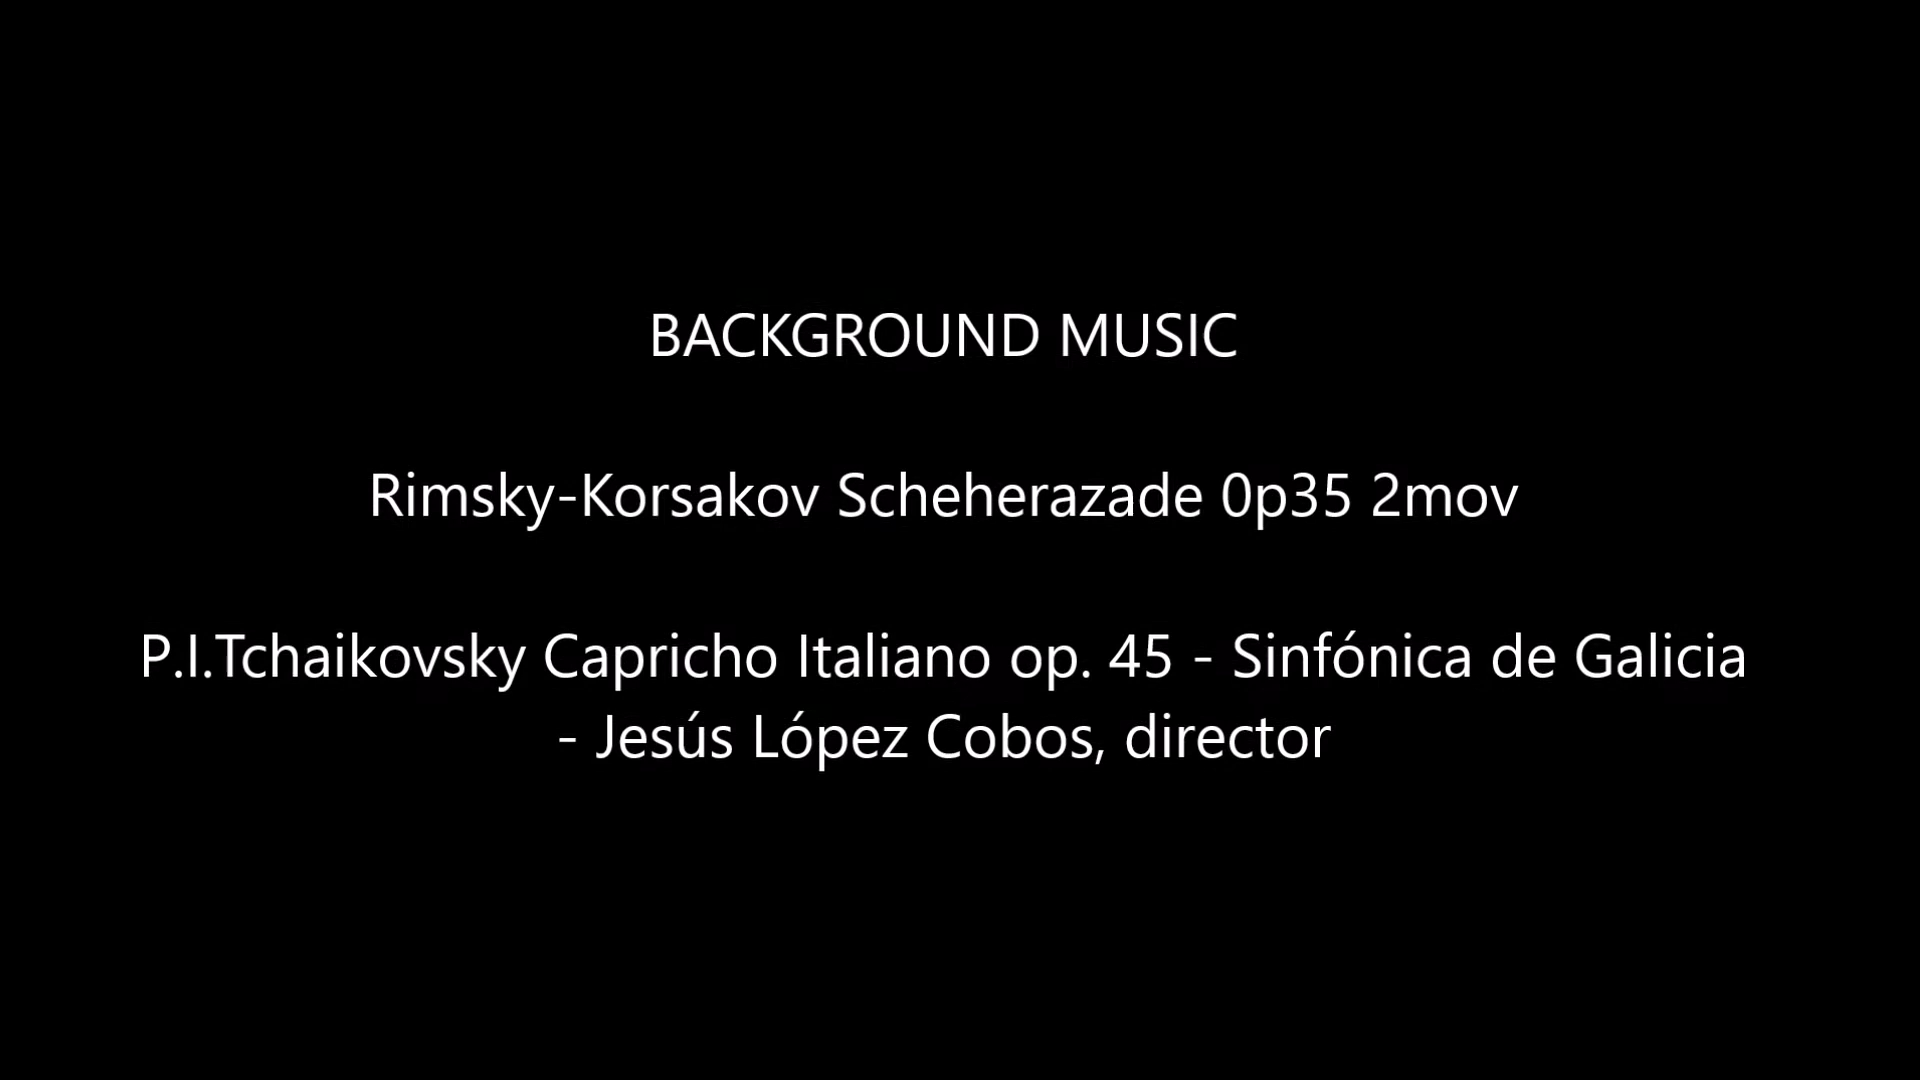 BACKGROUND MUSIC
Rimsky-Korsakov Scheherazade 0p35 2mov
P.I.Tchaikovsky Capricho Italiano op. 45 - Sinfónica de Galicia
- Jesús López Cobos, director